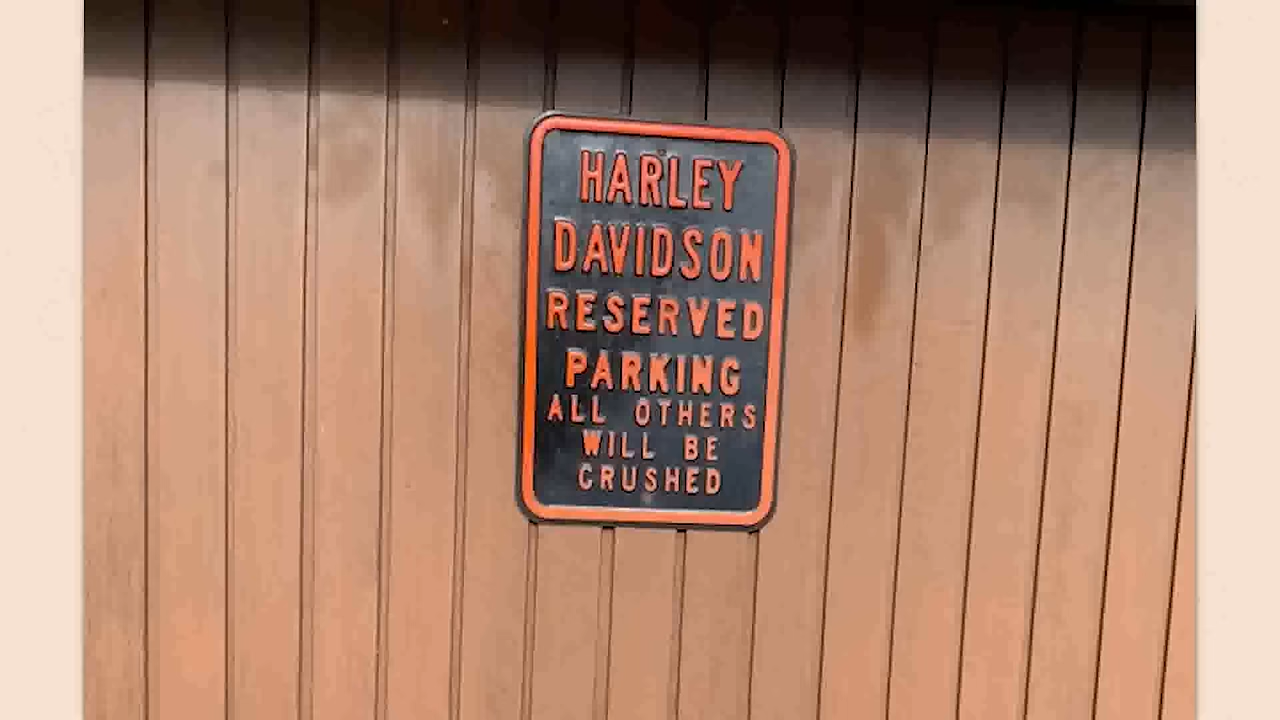 HARLEY
DAVIDSON
RESERVED
PARKING
ALL OTHERS
WILL BE
CRUSHED